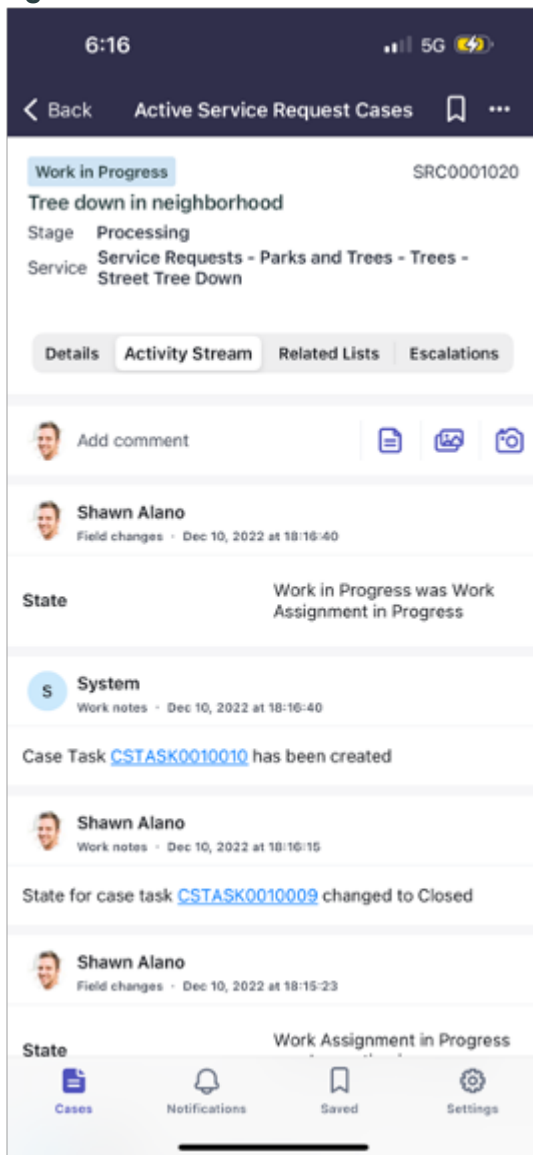 6:16 5G
Back Active Service Request Cases
Work in Progress SRC0001020
Tree down in neighborhood
Stage Processing
Service Service Requests - Parks and Trees - Trees -
Street Tree Down
Details Activity Stream Related Lists Escalations
Add comment
Shawn Alano
Field changes · Dec 10, 2022 at 18:16:40
State Work in Progress was Work
Assignment in Progress
S System
Work notes · Dec 10, 2022 at 18:16:40
Case Task CSTASK0010010 has been created
Shawn Alano
Work notes · Dec 10, 2022 at 18:16:15
State for case task CSTASK0010009 changed to Closed
Shawn Alano
Field changes · Dec 10, 2022 at 18:15:23
State Work Assignment in Progress
Cases Notifications Saved Settings